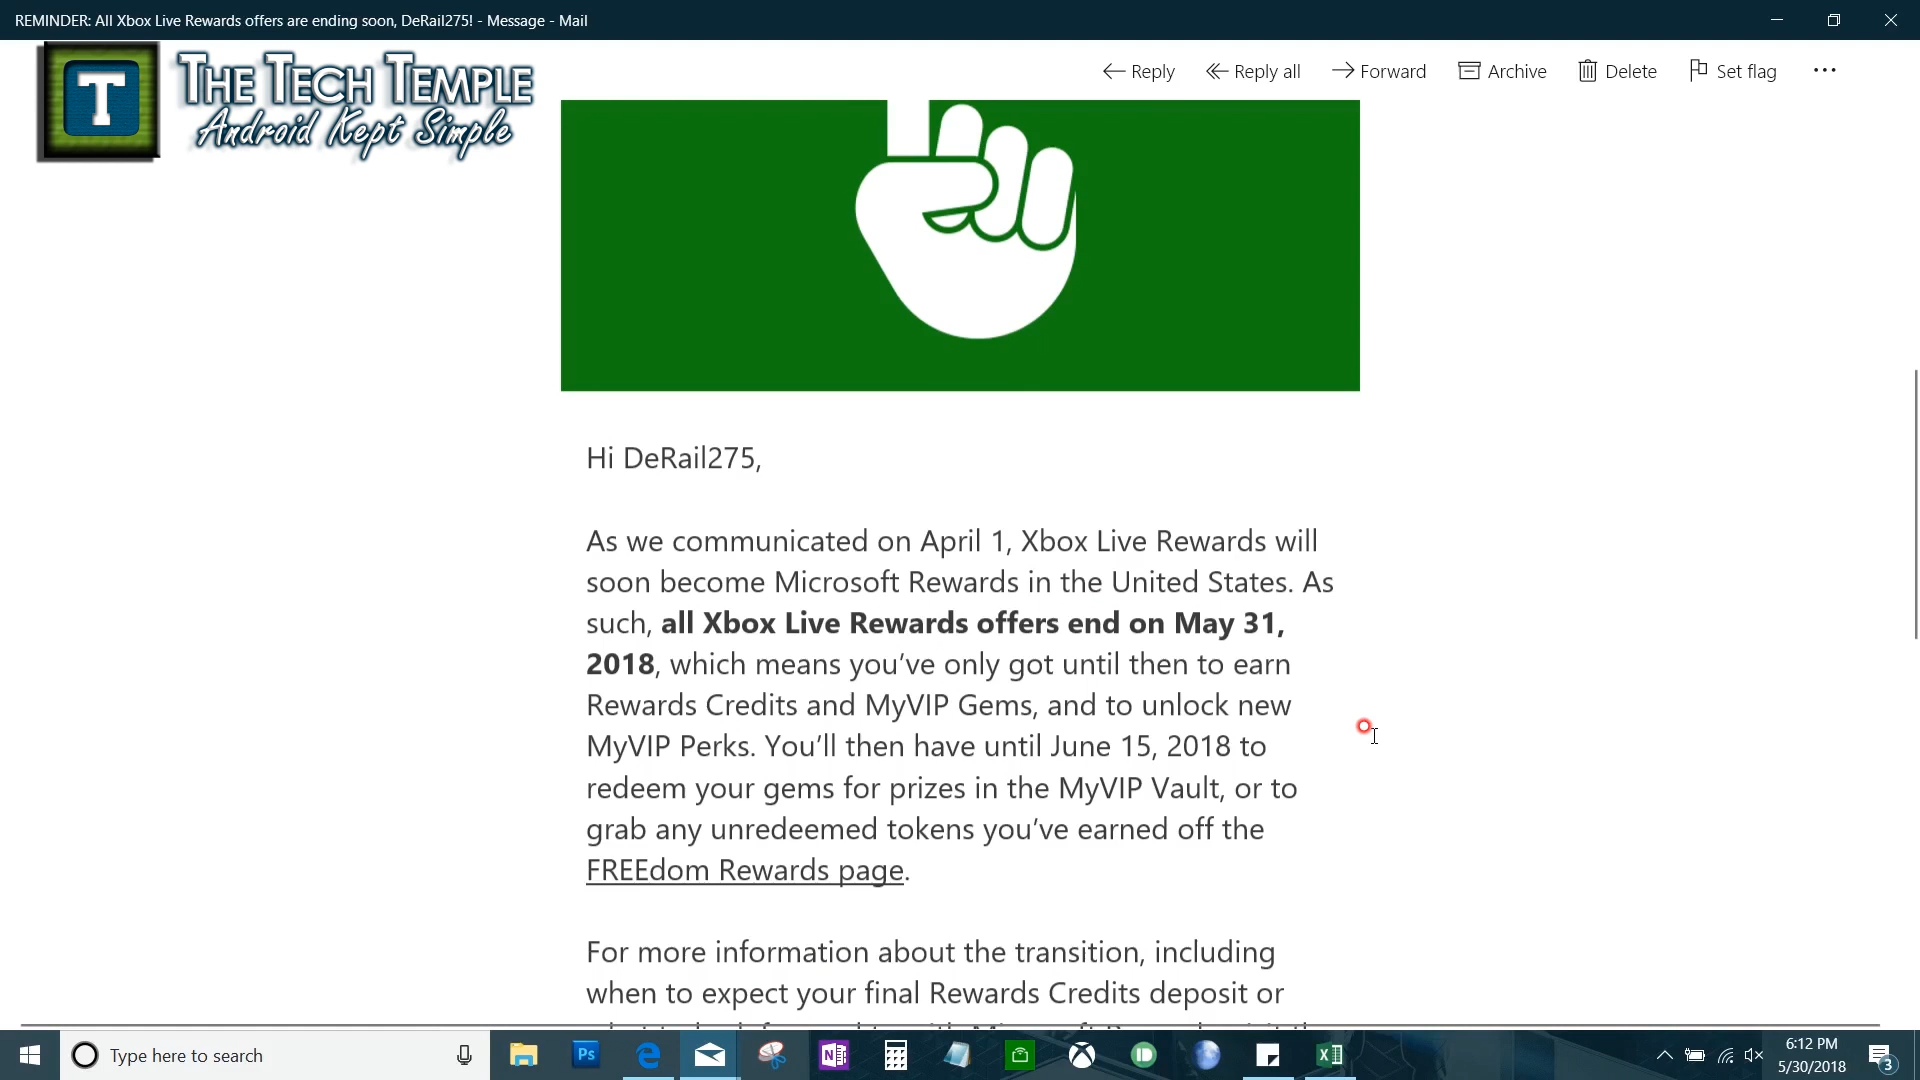 REMINDER: All Xbox Live Rewards offers are ending soon, DeRail275! - Message - Mail
T
THE TECH TEMPLE
Android Kept Simple
Reply
Reply all
Forward
Archive
Delete
Set flag
Hi DeRail275,
As we communicated on April 1, Xbox Live Rewards will
soon become Microsoft Rewards in the United States. As
such, all Xbox Live Rewards offers end on May 31,
2018, which means you've only got until then to earn
Rewards Credits and MyVIP Gems, and to unlock new
MyVIP Perks. You'll then have until June 15, 2018 to
redeem your gems for prizes in the MyVIP Vault, or to
grab any unredeemed tokens you've earned off the
FREEdom Rewards page.
For more information about the transition, including
when to expect your final Rewards Credits deposit or
Type here to search
Ps
N
X
6:12 PM
5/30/2018
3